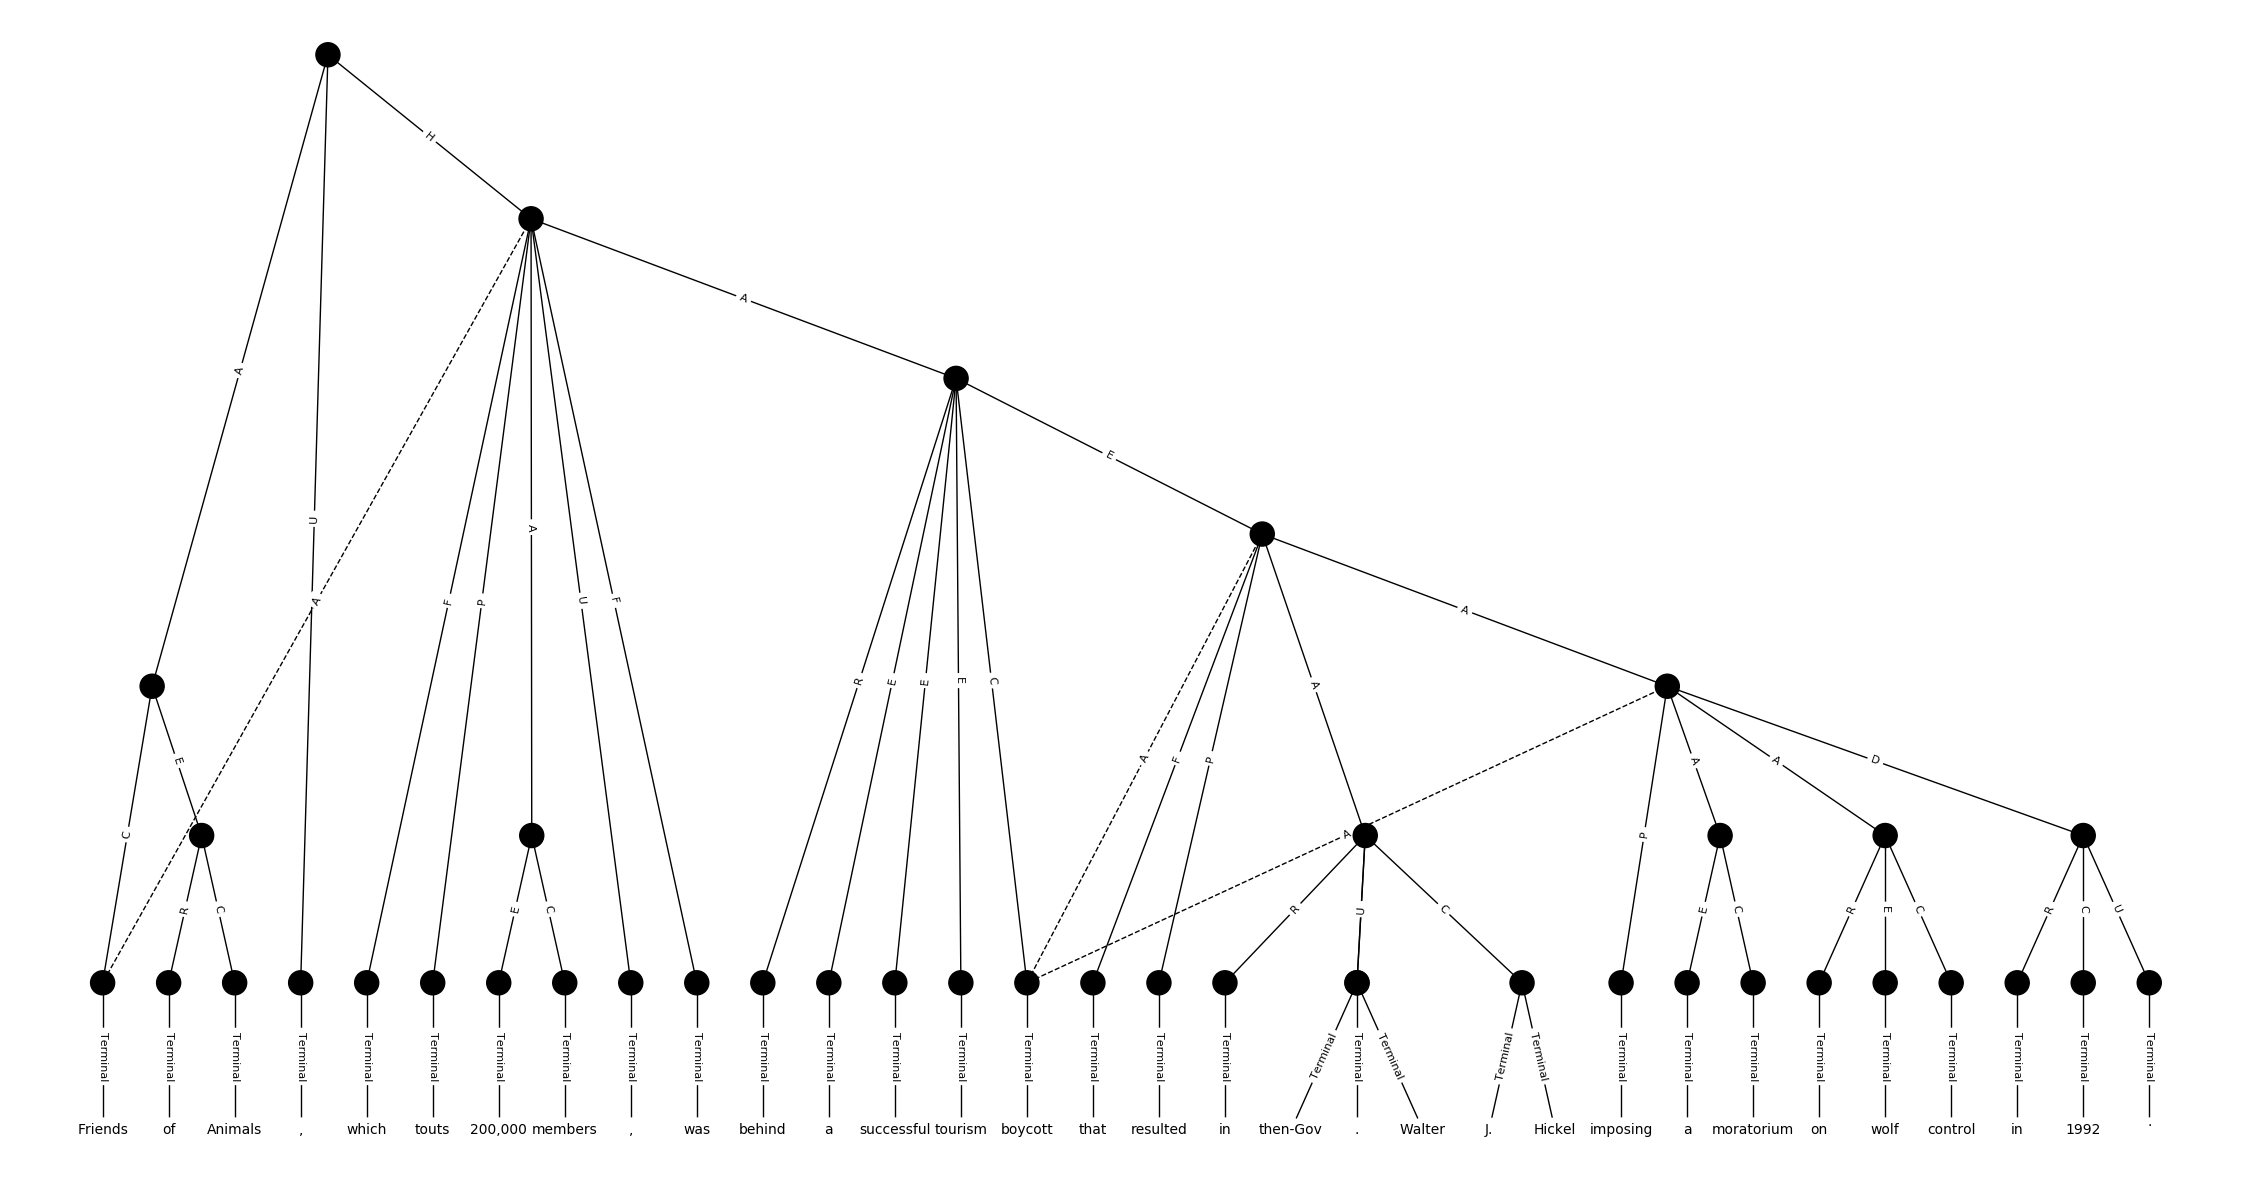 H
A
A
E
U
A
F
P
A
U
F
A
R
E
E
E
C
A
E
A
F
P
A
D
C
A
P
R
C
E
C
R
U
C
E
C
R
E
C
R
C
U
Terminal Terminal Terminal Terminal Terminal Terminal Terminal Terminal Terminal Terminal Terminal Terminal Terminal Terminal Terminal Terminal Terminal Terminal Terminal Terminal Terminal Terminal Terminal Terminal Terminal Terminal Terminal Terminal Terminal Terminal Terminal Terminal
Friends of Animals , which touts 200,000 members , was behind a successful tourism boycott that resulted in then-Gov . Walter J. Hickel imposing a moratorium on wolf control in 1992 .